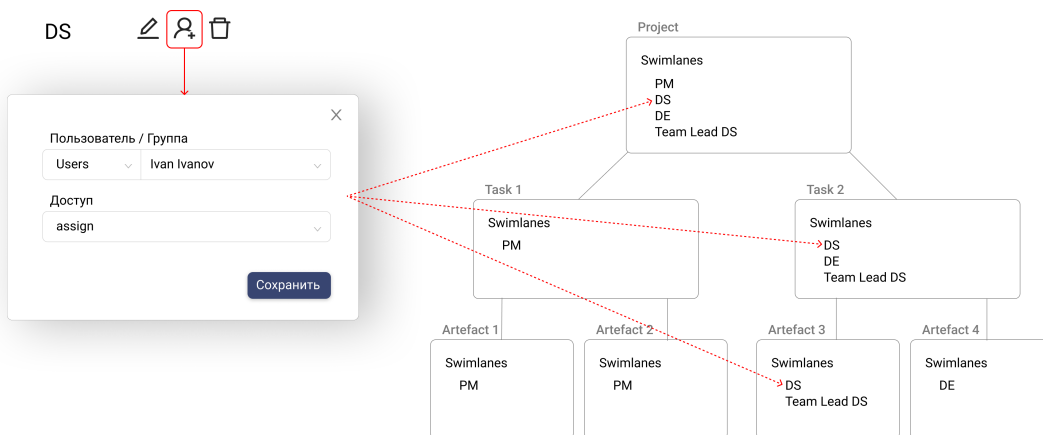 DS
Пользователь / Группа
Users
Ivan Ivanov
Доступ
assign
Сохранить
Project
Swimlanes
PM
DS
DE
Team Lead DS
Task 1
Swimlanes
PM
Task 2
Swimlanes
DS
DE
Team Lead DS
Artefact 1
Swimlanes
PM
Artefact 2
Swimlanes
PM
Artefact 3
Swimlanes
DS
Team Lead DS
Artefact 4
Swimlanes
DE